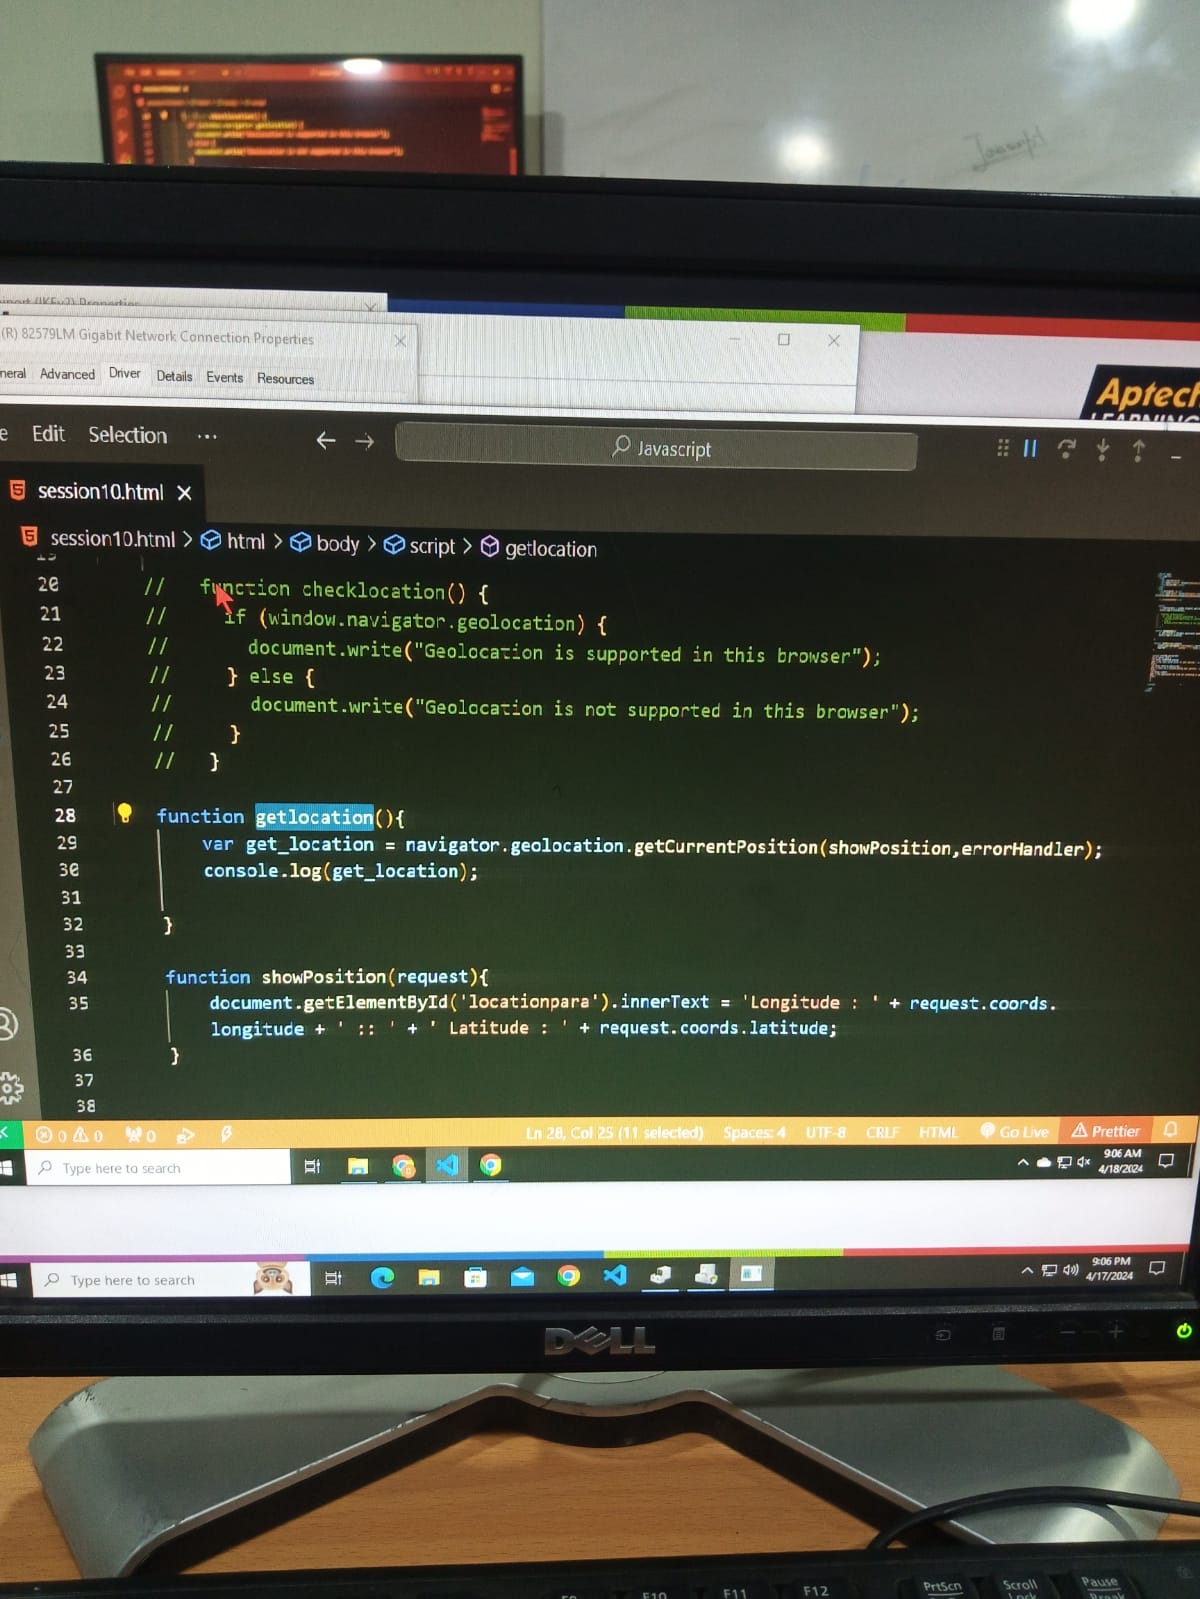 Javascript
(R) 82579LM Gigabit Network Connection Properties
Advanced Driver Details Events Resources
Aptech
Edit Selection ...
Javascript
session10.html
session10.html > html > body > script > getlocation
20 // function checklocation() {
21 // if (window.navigator.geolocation) {
22 // document.write("Geolocation is supported in this browser");
23 // } else {
24 // document.write("Geolocation is not supported in this browser");
25 // }
26 // }
27
28 function getlocation(){
29 var get_location = navigator.geolocation.getCurrentPosition(showPosition,errorHandler);
30 console.log(get_location);
31
32 }
33
34 function showPosition(request){
35 document.getElementById('locationpara').innerText = 'Longitude : ' + request.coords.
longitude + ' :: ' + ' Latitude : ' + request.coords.latitude;
36 }
37
38
0 0 0 Ln 28, Col 25 (11 selected) Spaces: 4 UTF-8 CRLF HTML Go Live Prettier
Type here to search 9:06 AM
4/18/2024
Type here to search 9:06 PM
4/17/2024
DELL
F10 F11 F12 PrtScn Scroll Pause